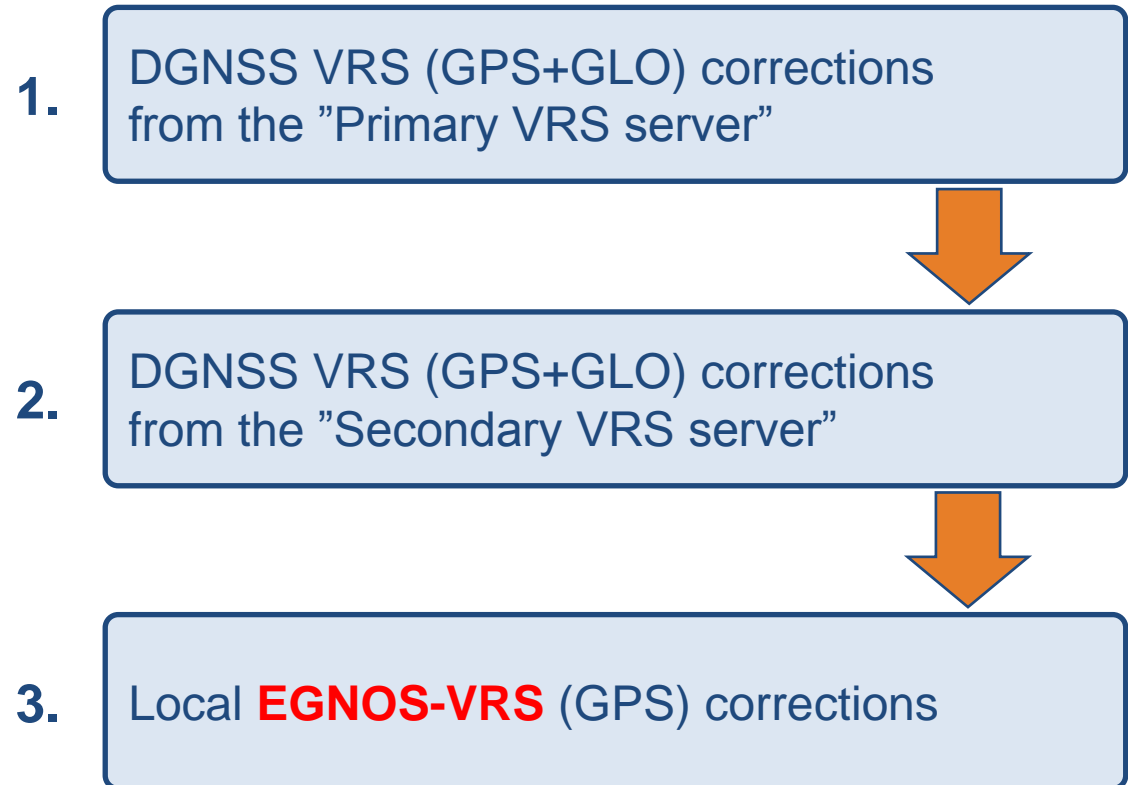 1.
DGNSS VRS (GPS+GLO) corrections
from the ”Primary VRS server”
2.
DGNSS VRS (GPS+GLO) corrections
from the ”Secondary VRS server”
3.
Local EGNOS-VRS (GPS) corrections